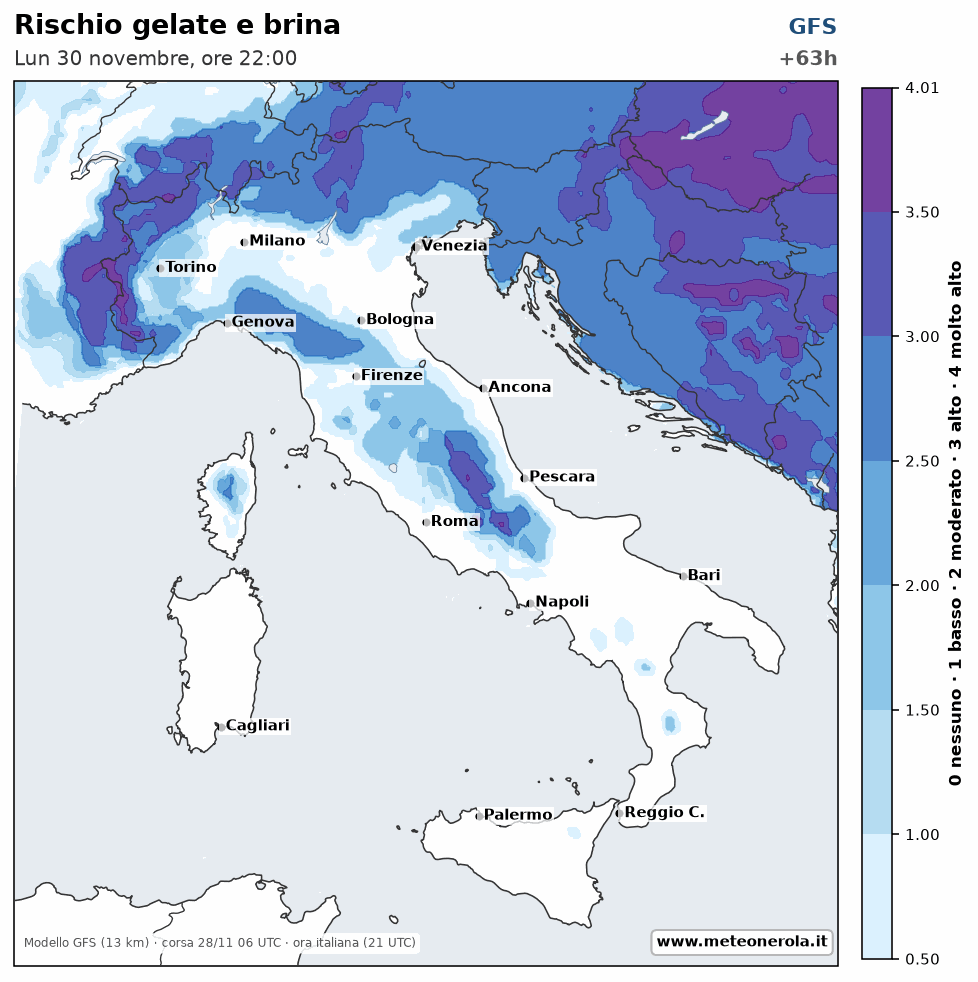 Rischio gelate e brina
GFS
Lun 30 novembre, ore 22:00
+63h
4.01
3.50
3.00
2.50
2.00
1.50
1.00
0.50
0 nessuno · 1 basso · 2 moderato · 3 alto · 4 molto alto
Milano
Venezia
Torino
Genova
Bologna
Firenze
Ancona
Pescara
Roma
Bari
Napoli
Cagliari
Palermo
Reggio C.
Modello GFS (13 km) · corsa 28/11 06 UTC · ora italiana (21 UTC)
www.meteonerola.it